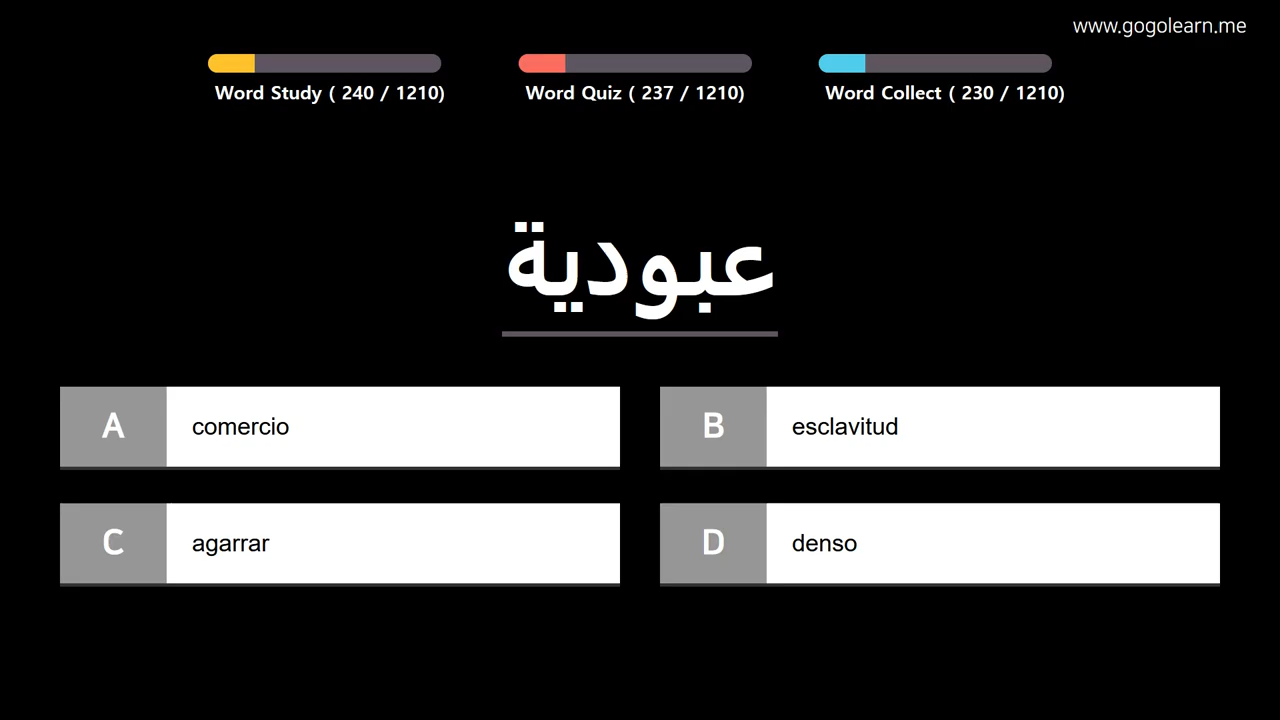 www.gogolearn.me
Word Study ( 240 / 1210)
Word Quiz ( 237 / 1210)
Word Collect ( 230 / 1210)
عبودية
A comercio
B esclavitud
C agarrar
D denso